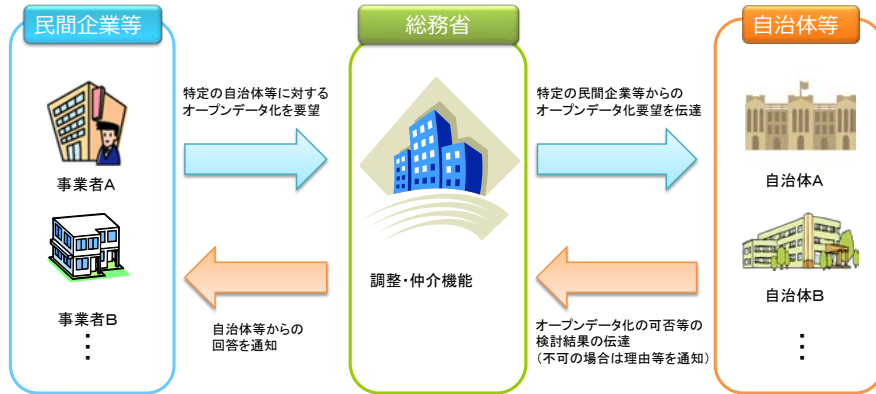 民間企業等
総務省
自治体等
特定の自治体等に対する
オープンデータ化を要望
特定の民間企業等からの
オープンデータ化要望を伝達
事業者A
自治体A
調整・仲介機能
事業者B
自治体B
自治体等からの
回答を通知
オープンデータ化の可否等の
検討結果の伝達
(不可の場合は理由等を通知)